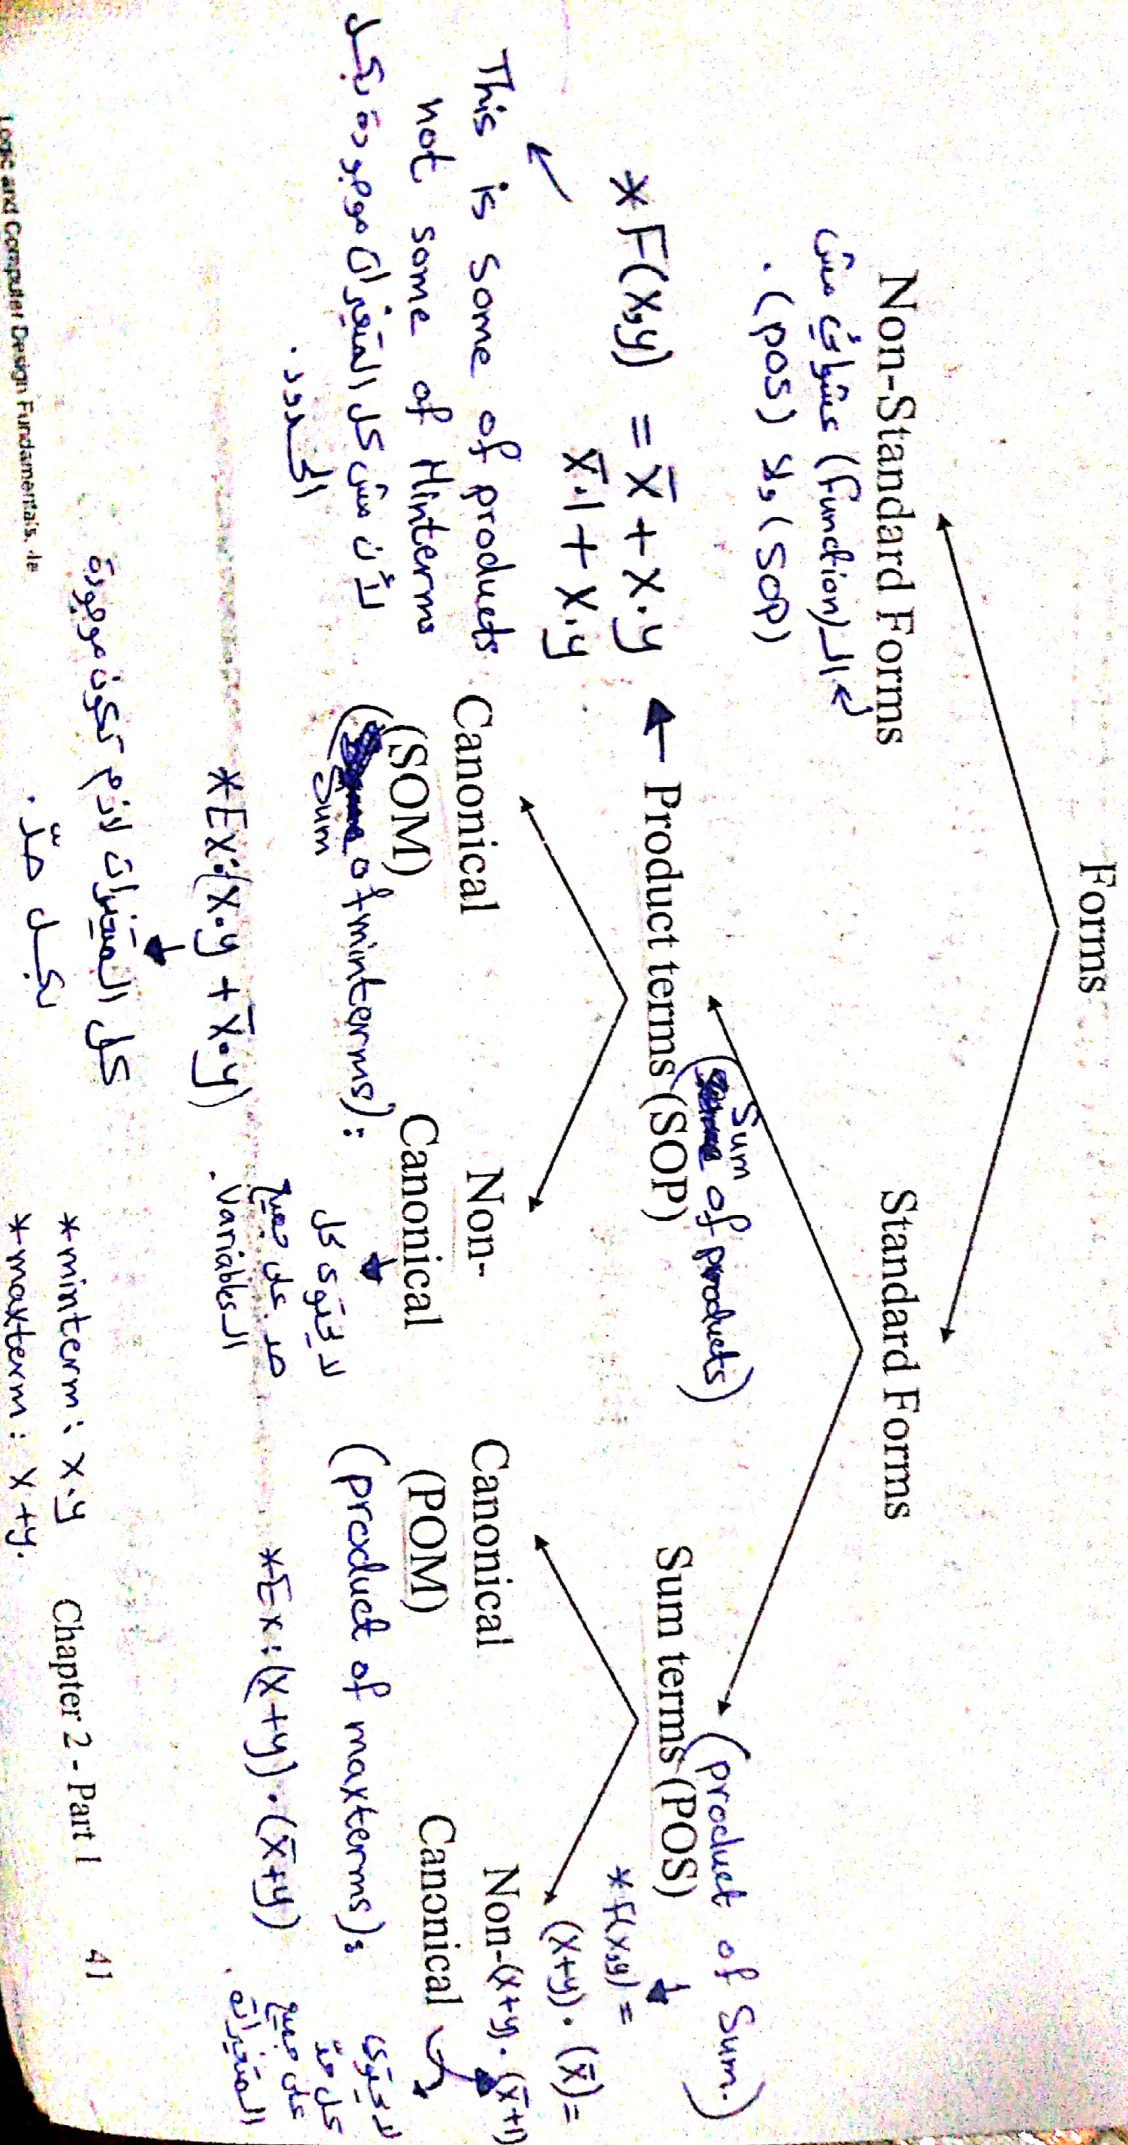 Forms
Non-Standard Forms
Standard Forms
الـ(function) عشوائي مش
(SOP) ولا (POS).
(Sum of products)
(product of Sum.)
Product terms (SOP)
Sum terms (POS)
* F(x,y) = x̄ + x.y
x̄.1 + x.y
* f(x,y) =
(x+y).(x̄)=
(x+y).(x̄+1)
This is some of products
not some of Minterms
لأن مش كل المتغيرات موجودة بكل
الحدود.
Canonical
(SOM)
Non-
Canonical
Canonical
(POM)
Non-
Canonical
(Sum of minterms):
لا تحتوي كل
حد على جميع
الـ variables.
(product of maxterms):
لا تحتوي
كل حدّ
على جميع
المتغيرات.
*Ex:(x.y + x̄.y)
*Ex:(x+y).(x̄+y)
كل المتغيرات لازم تكون موجودة
بكل حدّ.
*minterm: x.y
*maxterm: x+y.
Logic and Computer Design Fundamentals, 4e
Chapter 2 - Part 1 41